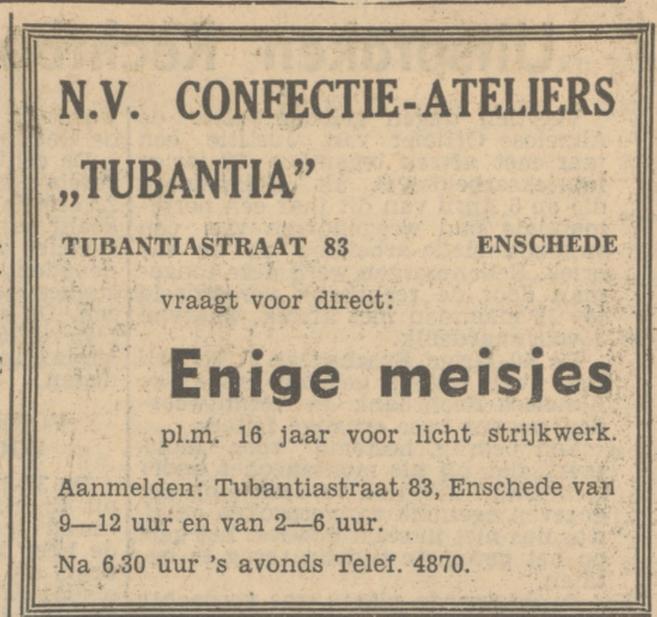 N.V. CONFECTIE-ATELIERS
„TUBANTIA”
TUBANTIASTRAAT 83 ENSCHEDE
vraagt voor direct:
Enige meisjes
pl.m. 16 jaar voor licht strijkwerk.
Aanmelden: Tubantiastraat 83, Enschede van
9—12 uur en van 2—6 uur.
Na 6.30 uur 's avonds Telef. 4870.